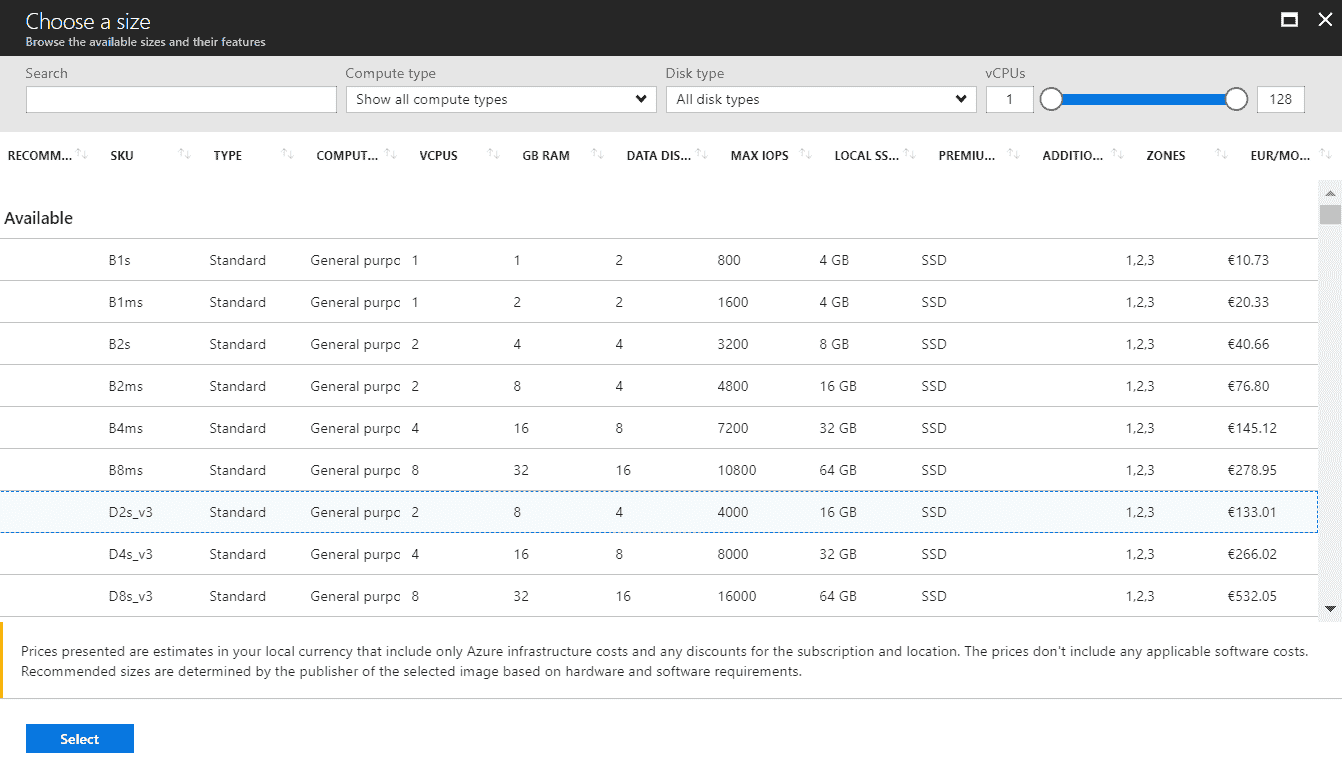 Choose a size
Browse the available sizes and their features
Search Compute type Disk type vCPUs
Show all compute types All disk types 1 128
RECOMM... SKU TYPE COMPUT... VCPUS GB RAM DATA DIS... MAX IOPS LOCAL SS... PREMIU... ADDITIO... ZONES EUR/MO...
Available
B1s Standard General purpc 1 1 2 800 4 GB SSD 1,2,3 €10.73
B1ms Standard General purpc 1 2 2 1600 4 GB SSD 1,2,3 €20.33
B2s Standard General purpc 2 4 4 3200 8 GB SSD 1,2,3 €40.66
B2ms Standard General purpc 2 8 4 4800 16 GB SSD 1,2,3 €76.80
B4ms Standard General purpc 4 16 8 7200 32 GB SSD 1,2,3 €145.12
B8ms Standard General purpc 8 32 16 10800 64 GB SSD 1,2,3 €278.95
D2s_v3 Standard General purpc 2 8 4 4000 16 GB SSD 1,2,3 €133.01
D4s_v3 Standard General purpc 4 16 8 8000 32 GB SSD 1,2,3 €266.02
D8s_v3 Standard General purpc 8 32 16 16000 64 GB SSD 1,2,3 €532.05
Prices presented are estimates in your local currency that include only Azure infrastructure costs and any discounts for the subscription and location. The prices don't include any applicable software costs.
Recommended sizes are determined by the publisher of the selected image based on hardware and software requirements.
Select